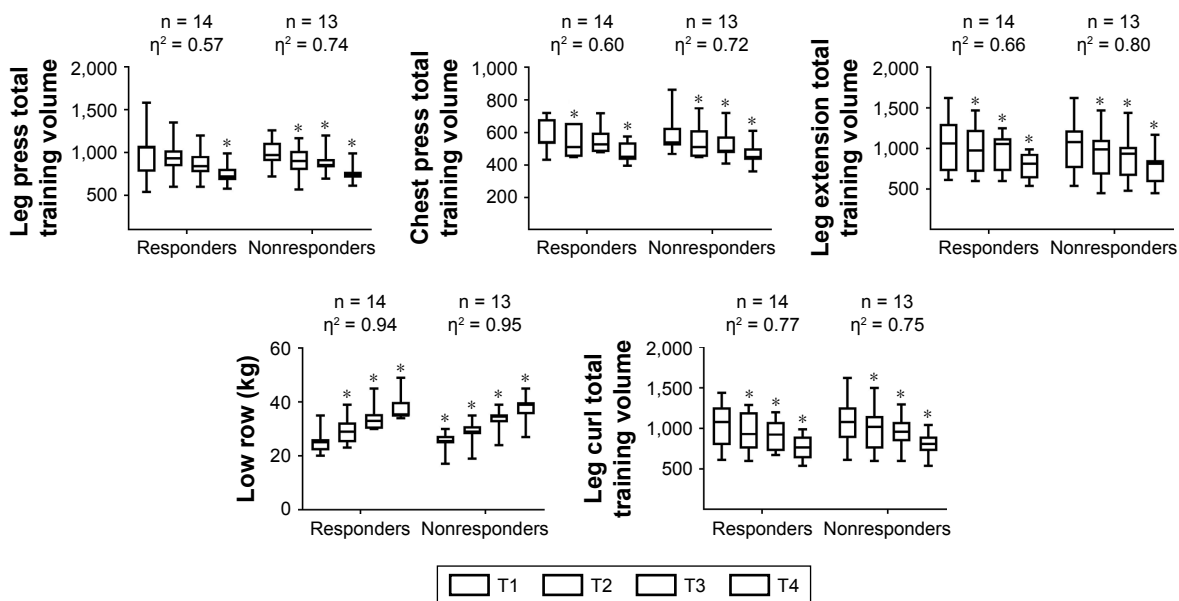 n = 14
η² = 0.57
n = 13
η² = 0.74
Leg press total
training volume
2,000
1,500
1,000
500
*
*
*
*
Responders
Nonresponders
n = 14
η² = 0.60
n = 13
η² = 0.72
Chest press total
training volume
1,000
800
600
400
200
*
*
*
*
*
Responders
Nonresponders
n = 14
η² = 0.66
n = 13
η² = 0.80
Leg extension total
training volume
2,000
1,500
1,000
500
*
*
*
*
*
*
Responders
Nonresponders
n = 14
η² = 0.94
n = 13
η² = 0.95
Low row (kg)
60
40
20
0
*
*
*
*
*
*
*
Responders
Nonresponders
n = 14
η² = 0.77
n = 13
η² = 0.75
Leg curl total
training volume
2,000
1,500
1,000
500
*
*
*
*
*
*
Responders
Nonresponders
T1 T2 T3 T4